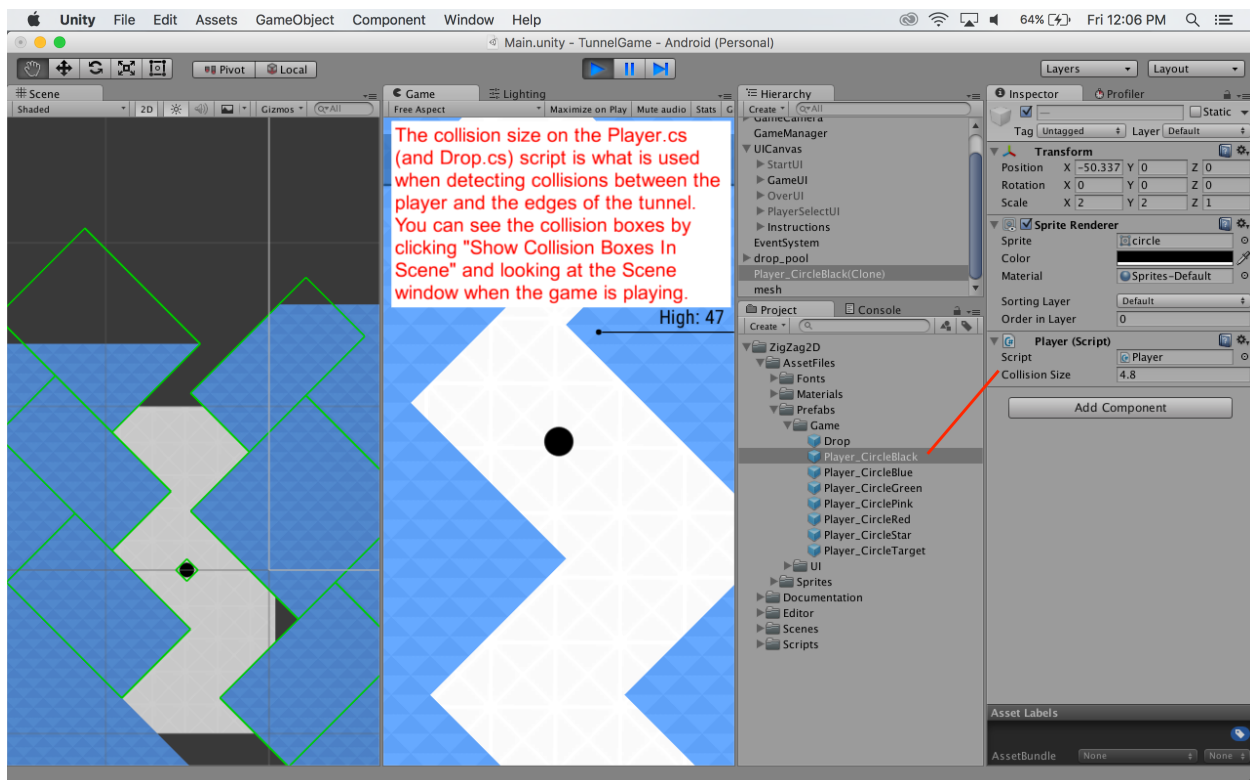 Unity File Edit Assets GameObject Component Window Help 64% Fri 12:06 PM
Main.unity - TunnelGame - Android (Personal)
Pivot Local Layers Layout
Scene
Shaded 2D Gizmos All
Game Lighting
Free Aspect Maximize on Play Mute audio Stats G
The collision size on the Player.cs
(and Drop.cs) script is what is used
when detecting collisions between the
player and the edges of the tunnel.
You can see the collision boxes by
clicking "Show Collision Boxes In
Scene" and looking at the Scene
window when the game is playing.
High: 47
Hierarchy
Create All
GameCamera
GameManager
UICanvas
StartUI
GameUI
OverUI
PlayerSelectUI
Instructions
EventSystem
drop_pool
Player_CircleBlack(Clone)
mesh
Project Console
Create
ZigZag2D
AssetFiles
Fonts
Materials
Prefabs
Game
Drop
Player_CircleBlack
Player_CircleBlue
Player_CircleGreen
Player_CirclePink
Player_CircleRed
Player_CircleStar
Player_CircleTarget
UI
Sprites
Documentation
Editor
Scenes
Scripts
Inspector Profiler
— Static
Tag Untagged Layer Default
Transform
Position X -50.337 Y 0 Z 0
Rotation X 0 Y 0 Z 0
Scale X 2 Y 2 Z 1
Sprite Renderer
Sprite circle
Color
Material Sprites-Default
Sorting Layer Default
Order in Layer 0
Player (Script)
Script Player
Collision Size 4.8
Add Component
Asset Labels
AssetBundle None None